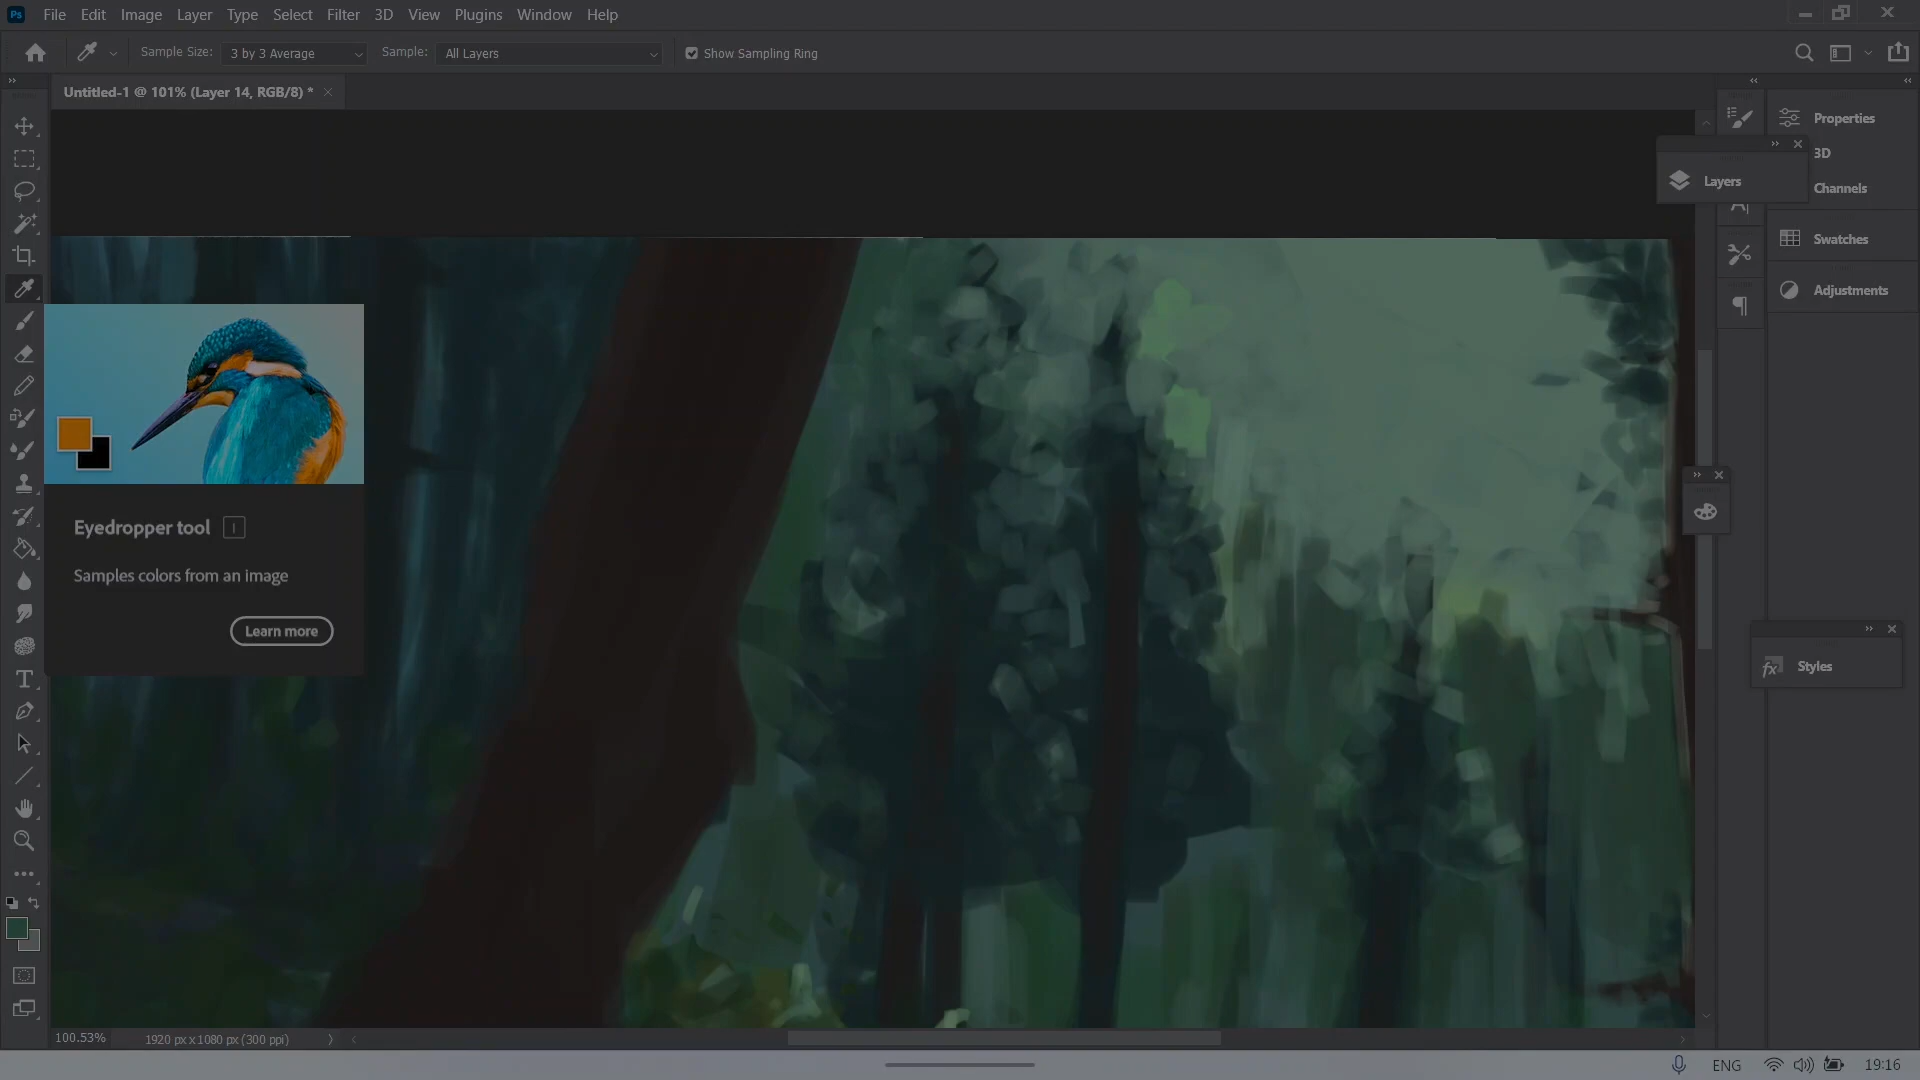 Ps File Edit Image Layer Type Select Filter 3D View Plugins Window Help
Sample Size: 3 by 3 Average Sample: All Layers Show Sampling Ring
Untitled-1 @ 101% (Layer 14, RGB/8) *
Properties
3D
Layers
Channels
Swatches
Adjustments
Eyedropper tool I
Samples colors from an image
Learn more
fx Styles
100.53% 1920 px x 1080 px (300 ppi)
ENG 19:16